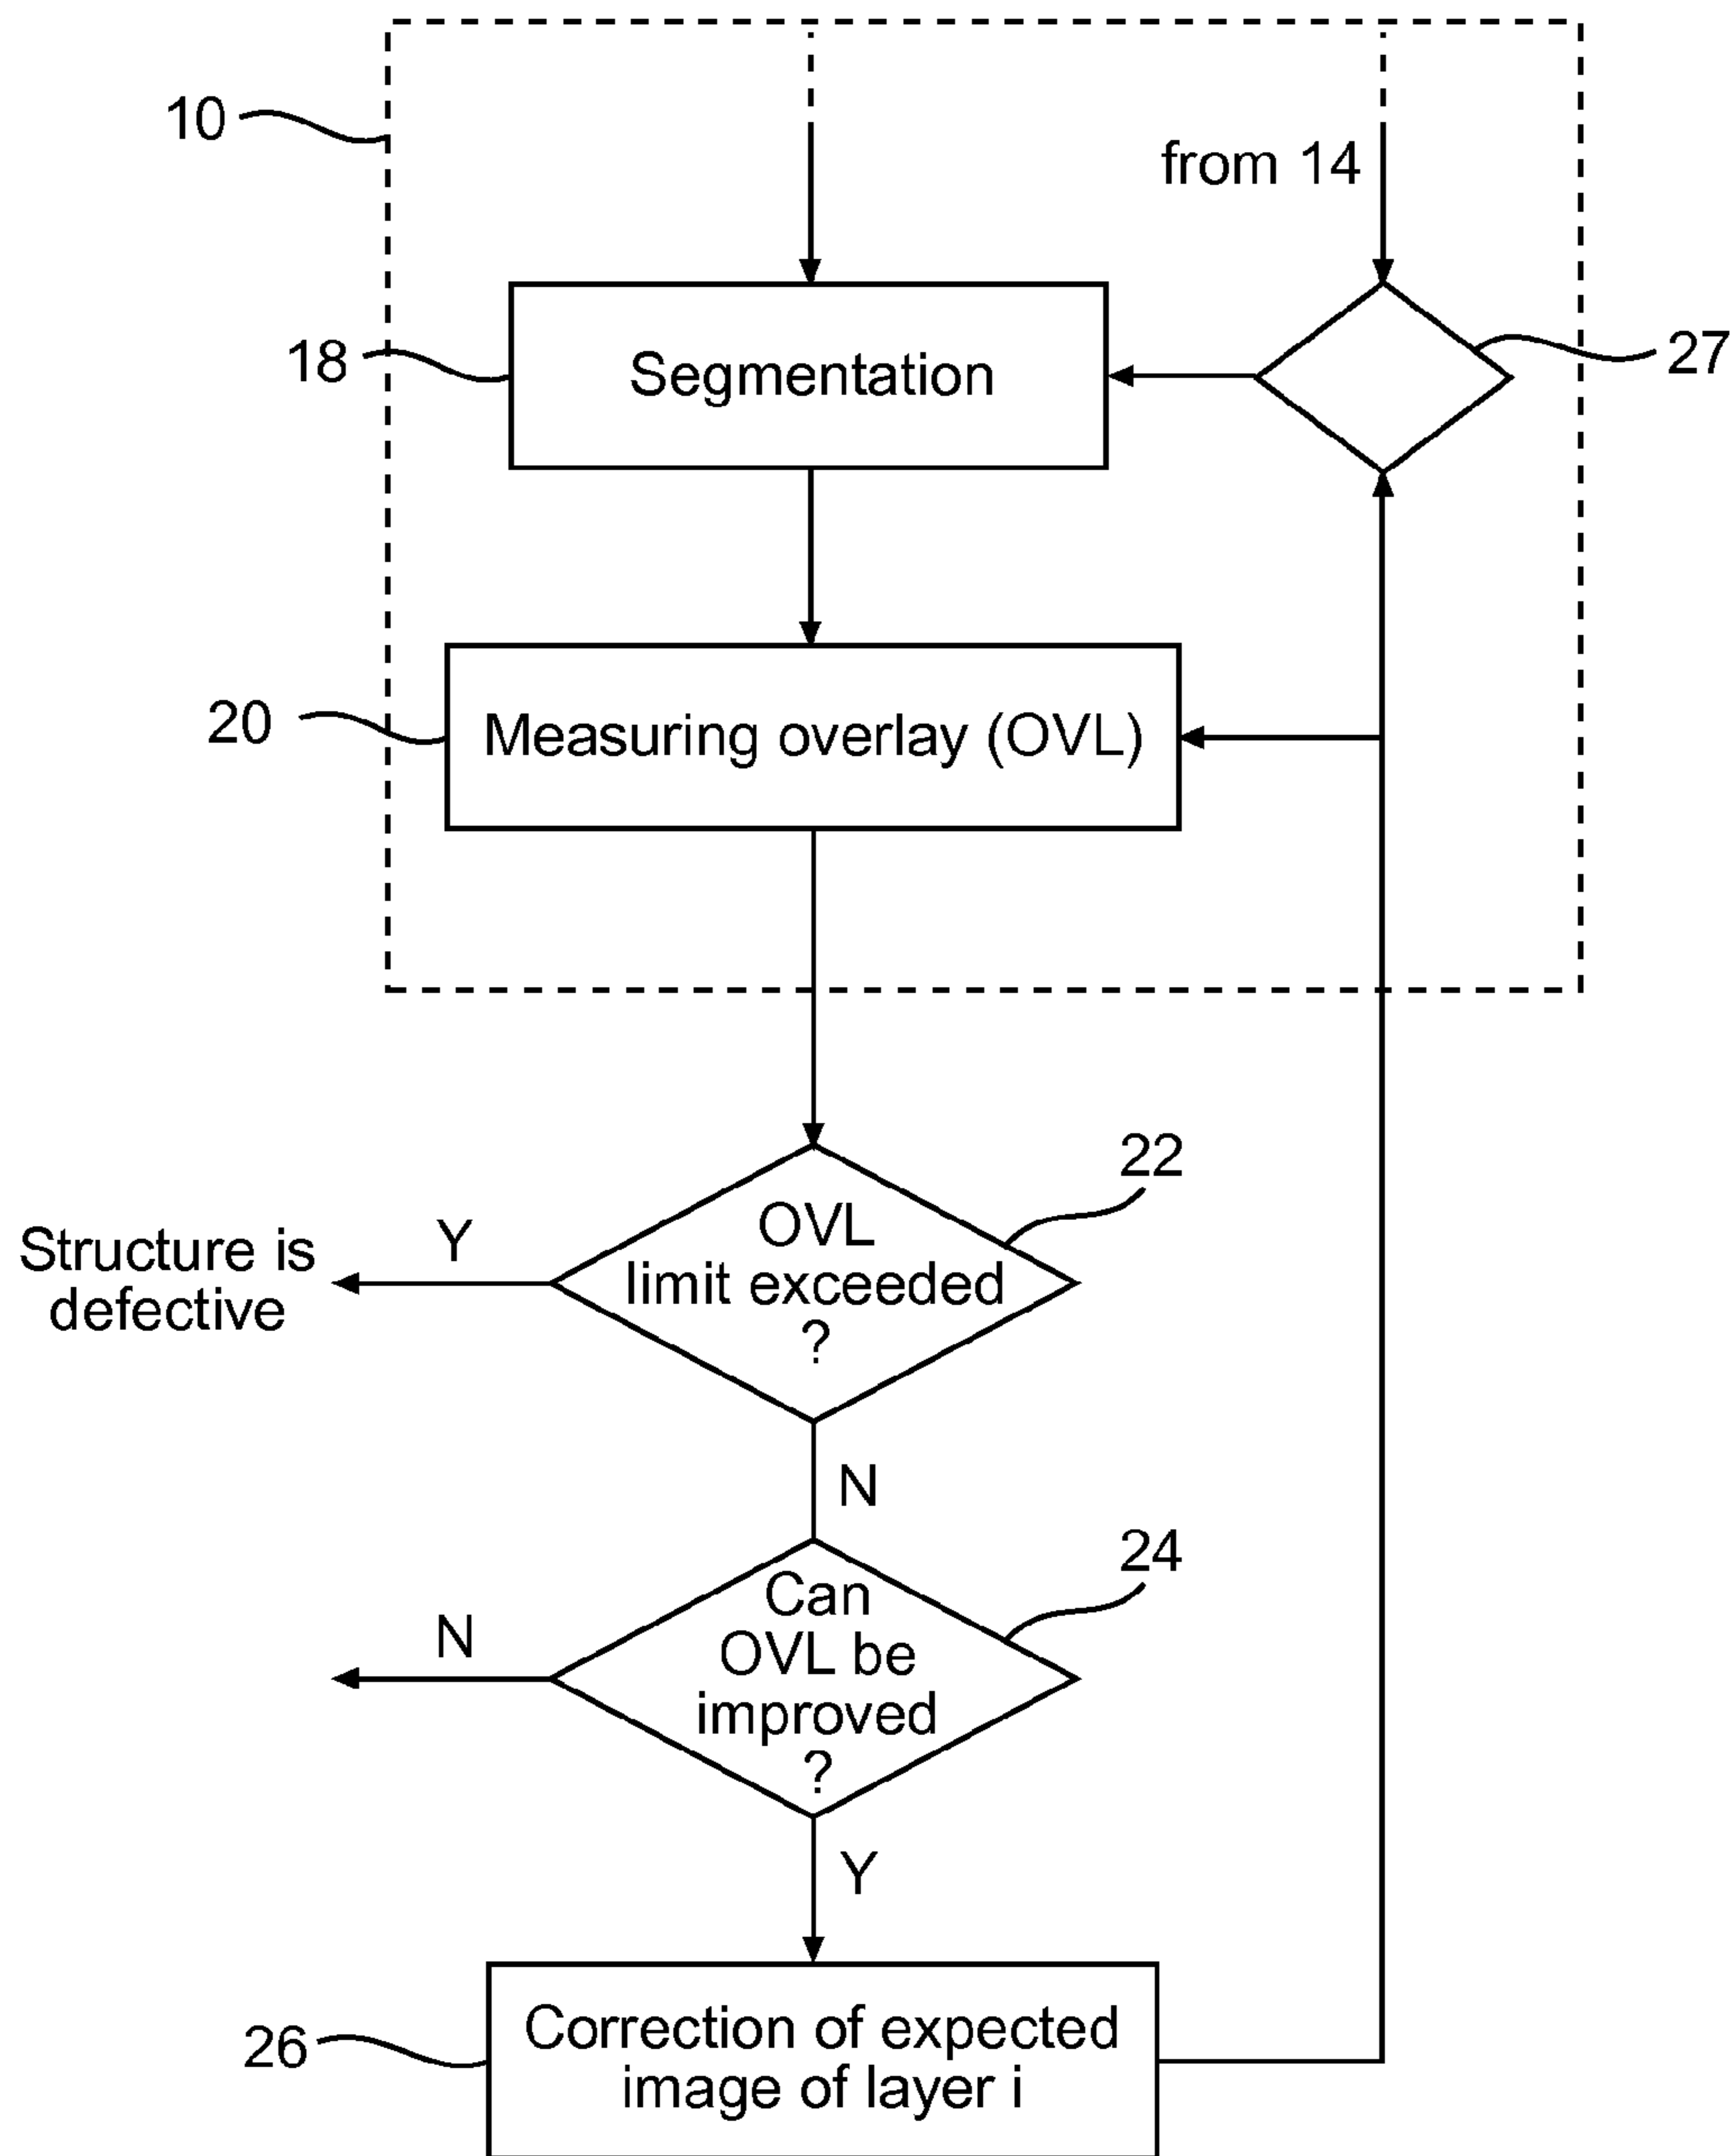 10
from 14
18
Segmentation
27
20
Measuring overlay (OVL)
22
Structure is
defective
Y
OVL
limit exceeded
?
N
24
N
Can
OVL be
improved
?
Y
26
Correction of expected
image of layer i